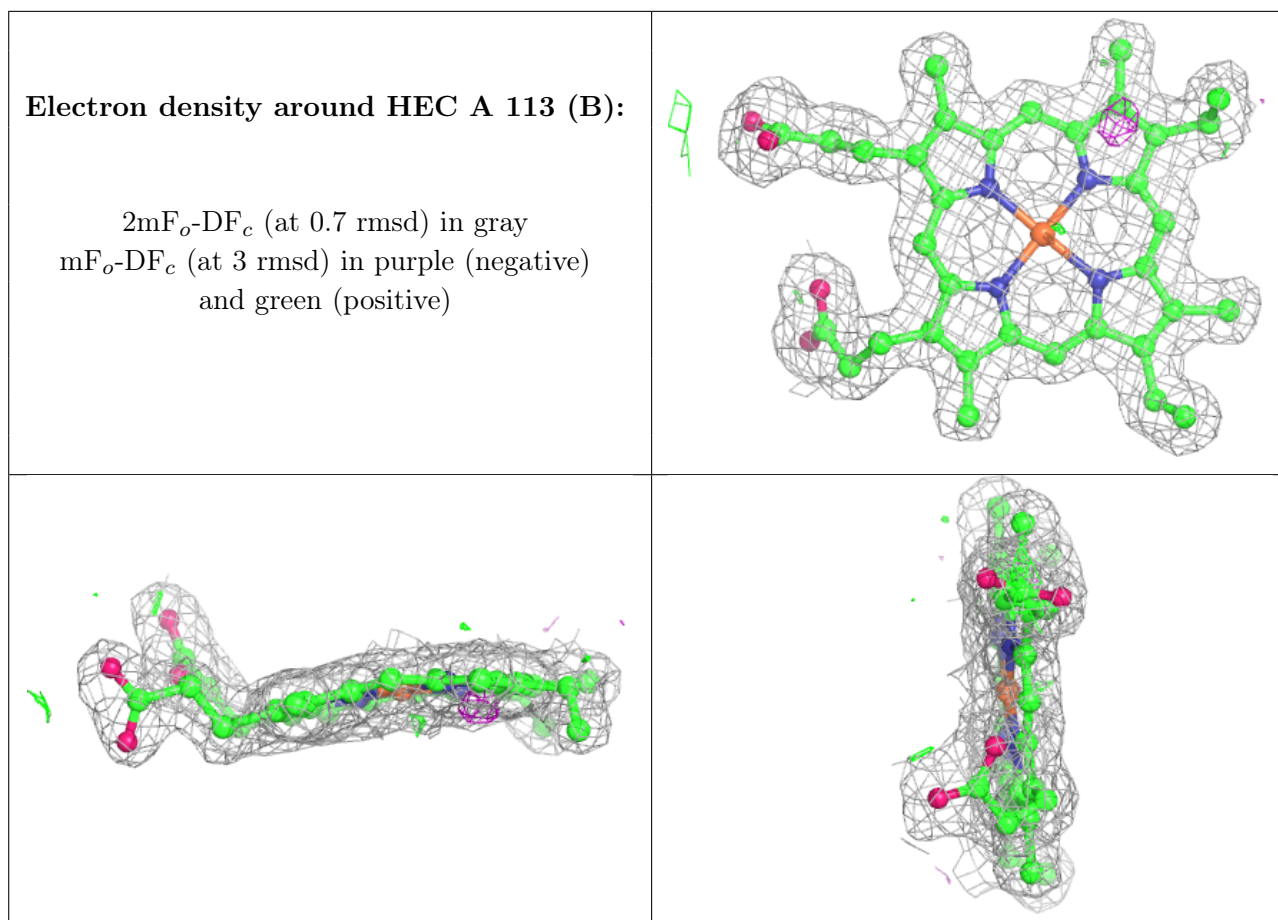 Electron density around HEC A 113 (B):
2mFo-DFc (at 0.7 rmsd) in gray
mFo-DFc (at 3 rmsd) in purple (negative)
and green (positive)